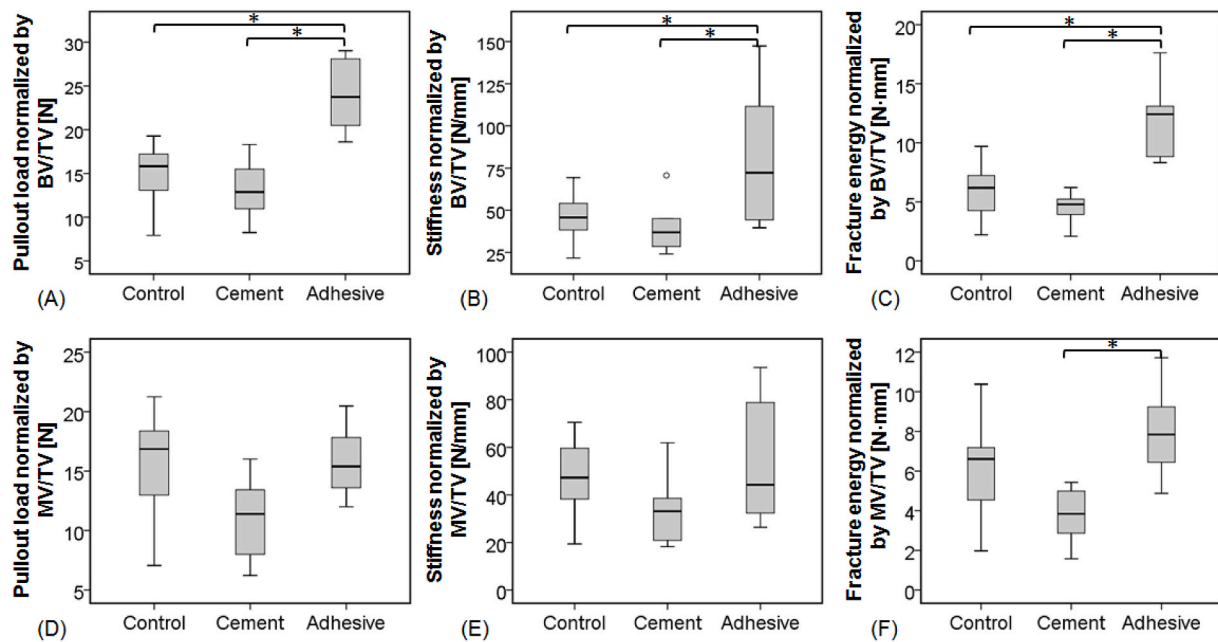 Pullout load normalized by
BV/TV [N]
30
25
20
15
10
5
*
*
Control Cement Adhesive
(A)
Stiffness normalized by
BV/TV [N/mm]
150
125
100
75
50
25
*
*
Control Cement Adhesive
(B)
Fracture energy normalized
by BV/TV [N·mm]
20
15
10
5
0
*
*
Control Cement Adhesive
(C)
Pullout load normalized by
MV/TV [N]
25
20
15
10
5
Control Cement Adhesive
(D)
Stiffness normalized by
MV/TV [N/mm]
100
80
60
40
20
0
Control Cement Adhesive
(E)
Fracture energy normalized
by MV/TV [N·mm]
12
10
8
6
4
2
0
*
Control Cement Adhesive
(F)